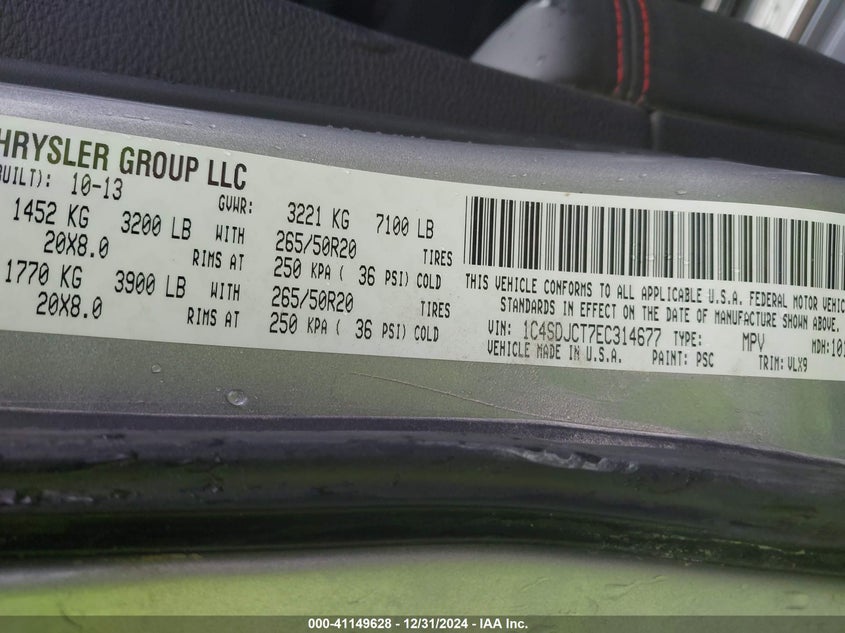 HRYSLER GROUP LLC
BUILT): 10-13
GVWR: 3221 KG 7100 LB
1452 KG 3200 LB WITH 265/50R20 TIRES
20X8.0 RIMS AT 250 KPA ( 36 PSI) COLD
1770 KG 3900 LB WITH 265/50R20 TIRES
20X8.0 RIMS AT 250 KPA ( 36 PSI) COLD
THIS VEHICLE CONFORMS TO ALL APPLICABLE U.S.A. FEDERAL MOTOR VEHIC
STANDARDS IN EFFECT ON THE DATE OF MANUFACTURE SHOWN ABOVE.
VIN: 1C4SDJCT7EC314677 TYPE: MPV MDH:101
VEHICLE MADE IN U.S.A. PAINT: PSC TRIM: VLX9
000-41149628 - 12/31/2024 - IAA Inc.